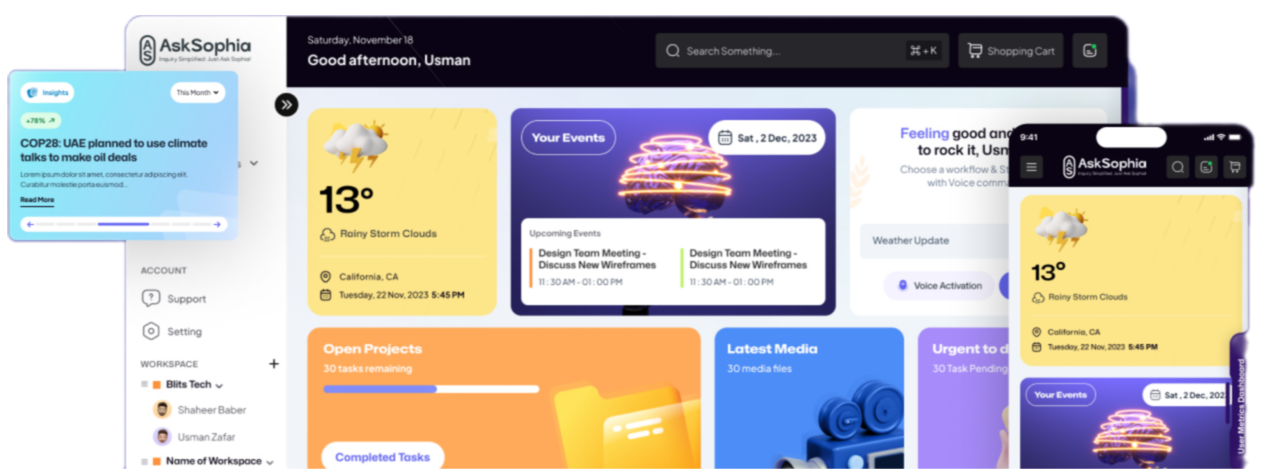 AS AskSophia
Inquiry Simplified: Just Ask Sophia!
Insights
This Month
+78%
COP28: UAE planned to use climate
talks to make oil deals
Lorem ipsum dolor sit amet, consectetur adipiscing elit.
Curabitur molestie porta euismod...
Read More
s
ACCOUNT
Support
Setting
WORKSPACE +
Blits Tech
Shaheer Baber
Usman Zafar
Name of Workspace
Saturday, November 18
Good afternoon, Usman
Search Something...
⌘ + K
Shopping Cart
13°
Rainy Storm Clouds
California, CA
Tuesday, 22 Nov, 2023 5:45 PM
Your Events
Sat , 2 Dec, 2023
Upcoming Events
Design Team Meeting -
Discuss New Wireframes
11 : 30 AM - 01 : 00 PM
Design Team Meeting -
Discuss New Wireframes
11 : 30 AM - 01 : 00 PM
Feeling good and
to rock it, Usm
Choose a workflow & St
with Voice comma
Weather Update
Voice Activation
Open Projects
30 tasks remaining
Completed Tasks
Latest Media
30 media files
Urgent to d
30 Task Pending
9:41
AS AskSophia
Inquiry Simplified: Just Ask Sophia!
13°
Rainy Storm Clouds
California, CA
Tuesday, 22 Nov, 2023 5:45 PM
Your Events
Sat , 2 Dec, 202
User Metrics Dashboard